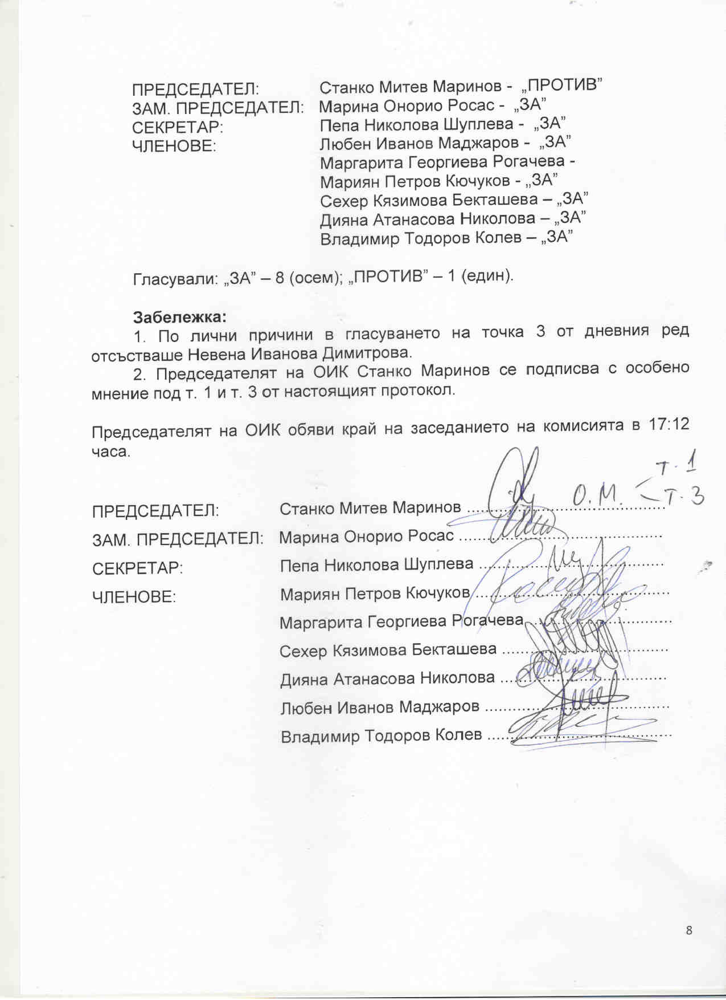 ПРЕДСЕДАТЕЛ: Станко Митев Маринов - „ПРОТИВ”
ЗАМ. ПРЕДСЕДАТЕЛ: Марина Онорио Росас - „ЗА”
СЕКРЕТАР: Пепа Николова Шуплева - „ЗА”
ЧЛЕНОВЕ: Любен Иванов Маджаров - „ЗА”
Маргарита Георгиева Рогачева -
Мариян Петров Кючуков - „ЗА”
Сехер Кязимова Бекташева – „ЗА”
Дияна Атанасова Николова – „ЗА”
Владимир Тодоров Колев – „ЗА”
Гласували: „ЗА” – 8 (осем); „ПРОТИВ” – 1 (един).
Забележка:
1. По лични причини в гласуването на точка 3 от дневния ред
отсъстваше Невена Иванова Димитрова.
2. Председателят на ОИК Станко Маринов се подписва с особено
мнение под т. 1 и т. 3 от настоящият протокол.
Председателят на ОИК обяви край на заседанието на комисията в 17:12
часа.
т. 1
О.М. т. 3
ПРЕДСЕДАТЕЛ: Станко Митев Маринов ........................................
ЗАМ. ПРЕДСЕДАТЕЛ: Марина Онорио Росас ........................................
СЕКРЕТАР: Пепа Николова Шуплева ........................................
ЧЛЕНОВЕ: Мариян Петров Кючуков ........................................
Маргарита Георгиева Рогачева ..............................
Сехер Кязимова Бекташева ..................................
Дияна Атанасова Николова ..................................
Любен Иванов Маджаров ......................................
Владимир Тодоров Колев ......................................
8